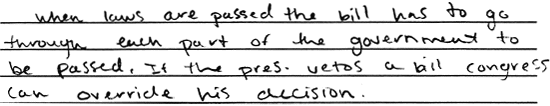 when laws are passed the bill has to go
through each part of the government to
be passed. If the pres. vetos a bil congress
can override his decision.